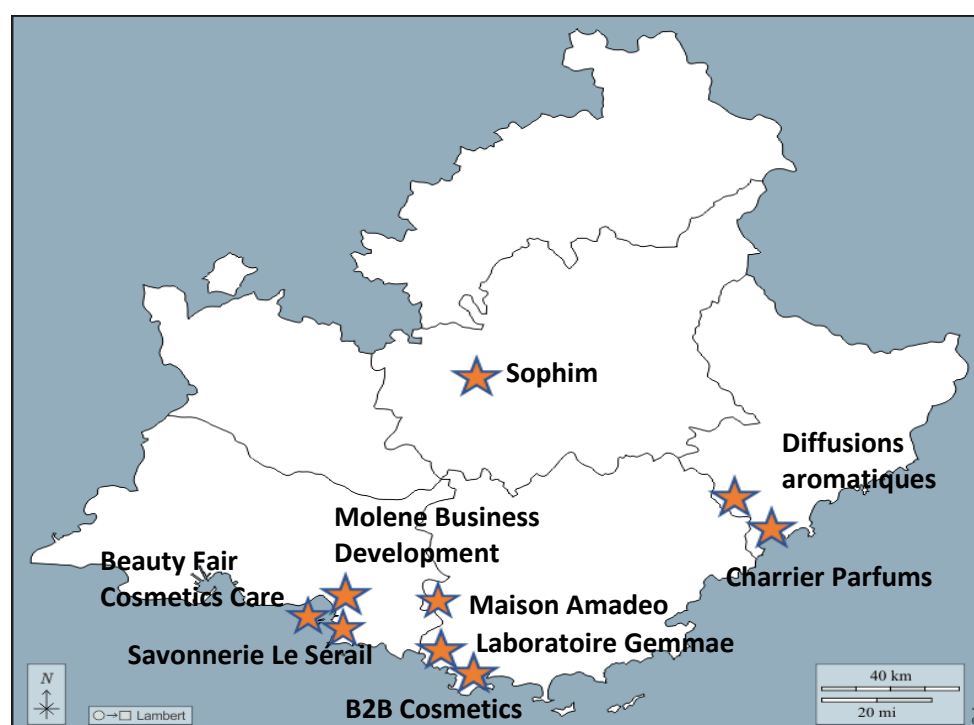 Sophim
Diffusions
aromatiques
Molene Business
Development
Beauty Fair
Cosmetics Care
Charrier Parfums
Maison Amadeo
Laboratoire Gemmae
Savonnerie Le Sérail
B2B Cosmetics
N
Lambert
40 km
20 mi